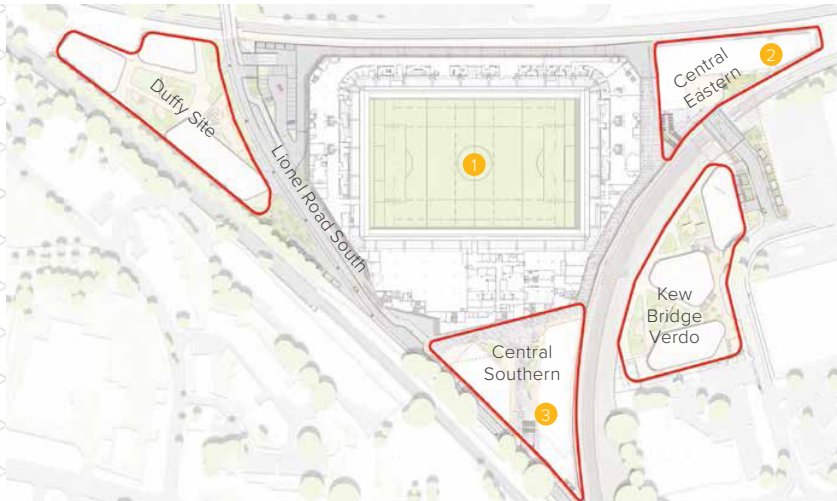 Duffy Site
Lionel Road South
1
Central
Eastern
2
Kew
Bridge
Verdo
Central
Southern
3